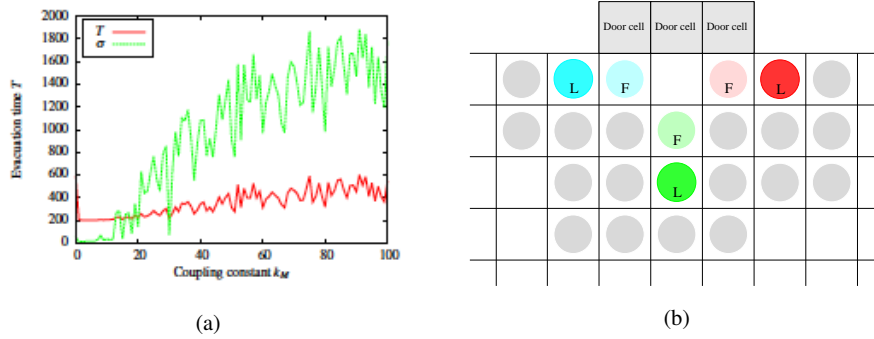 2000
1800
1600
1400
1200
1000
800
600
400
200
0
T
σ
Evacuation time T
0
20
40
60
80
100
Coupling constant k_M
(a)
Door cell Door cell Door cell
L F F L
F
L
(b)